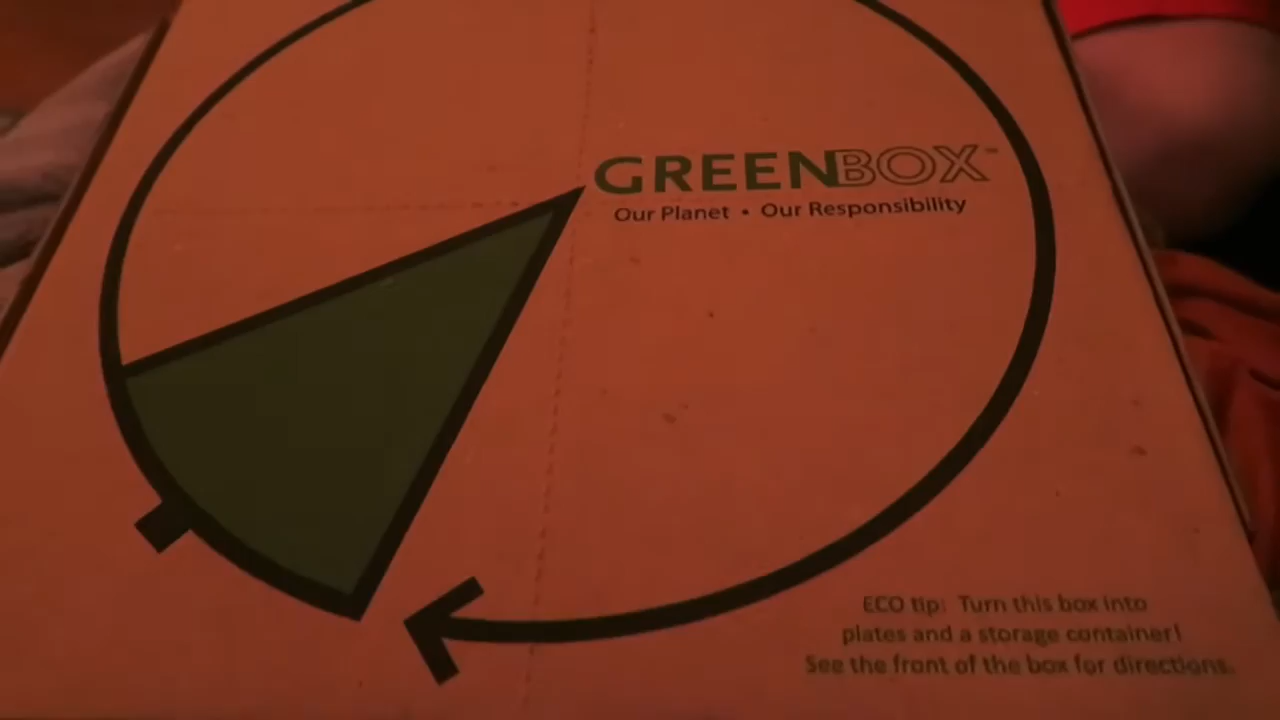 GREENBOX™
Our Planet • Our Responsibility
ECO tip: Turn this box into
plates and a storage container!
See the front of the box for directions.